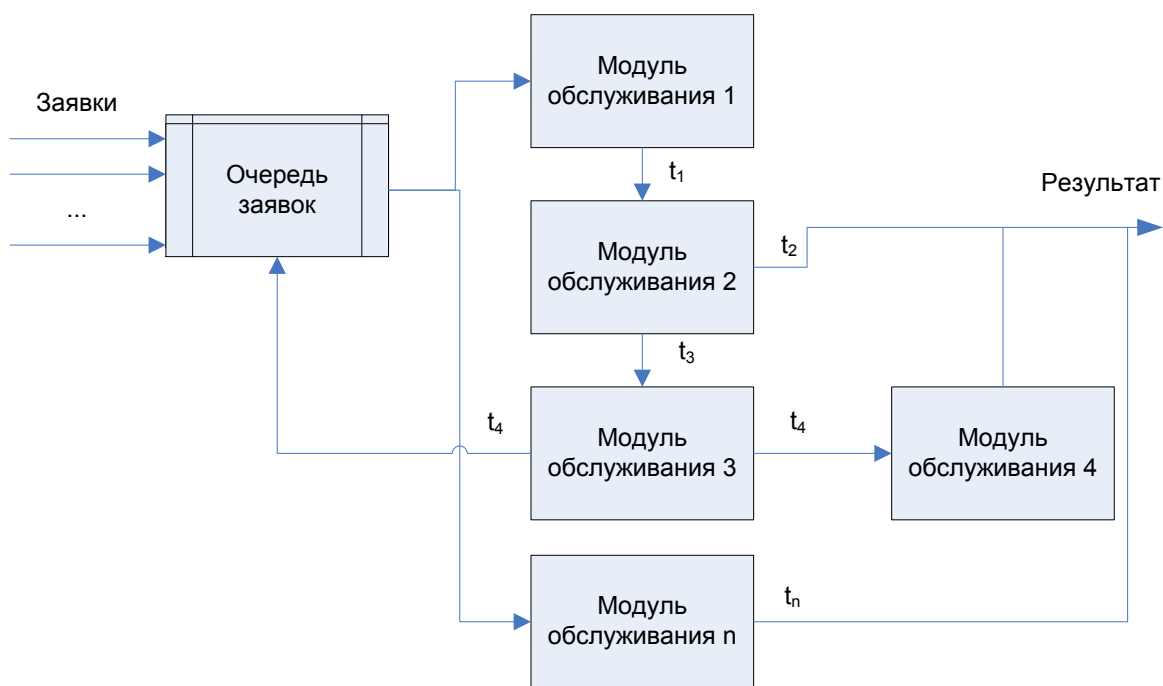 Заявки
...
Очередь
заявок
Модуль
обслуживания 1
t₁
Модуль
обслуживания 2
t₂
Результат
t₃
t₄
Модуль
обслуживания 3
t₄
Модуль
обслуживания 4
Модуль
обслуживания n
tₙ